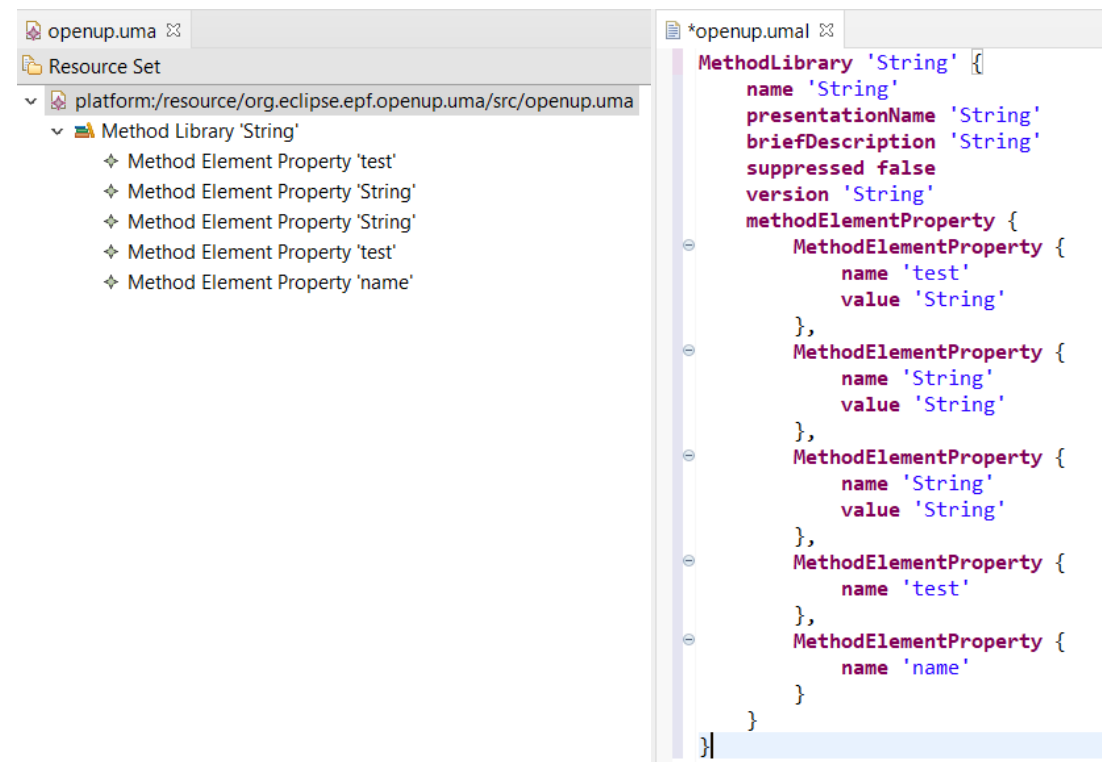 openup.uma
Resource Set
platform:/resource/org.eclipse.epf.openup.uma/src/openup.uma
Method Library 'String'
Method Element Property 'test'
Method Element Property 'String'
Method Element Property 'String'
Method Element Property 'test'
Method Element Property 'name'
*openup.umal
MethodLibrary 'String' {
name 'String'
presentationName 'String'
briefDescription 'String'
suppressed false
version 'String'
methodElementProperty {
MethodElementProperty {
name 'test'
value 'String'
},
MethodElementProperty {
name 'String'
value 'String'
},
MethodElementProperty {
name 'String'
value 'String'
},
MethodElementProperty {
name 'test'
},
MethodElementProperty {
name 'name'
}
}
}